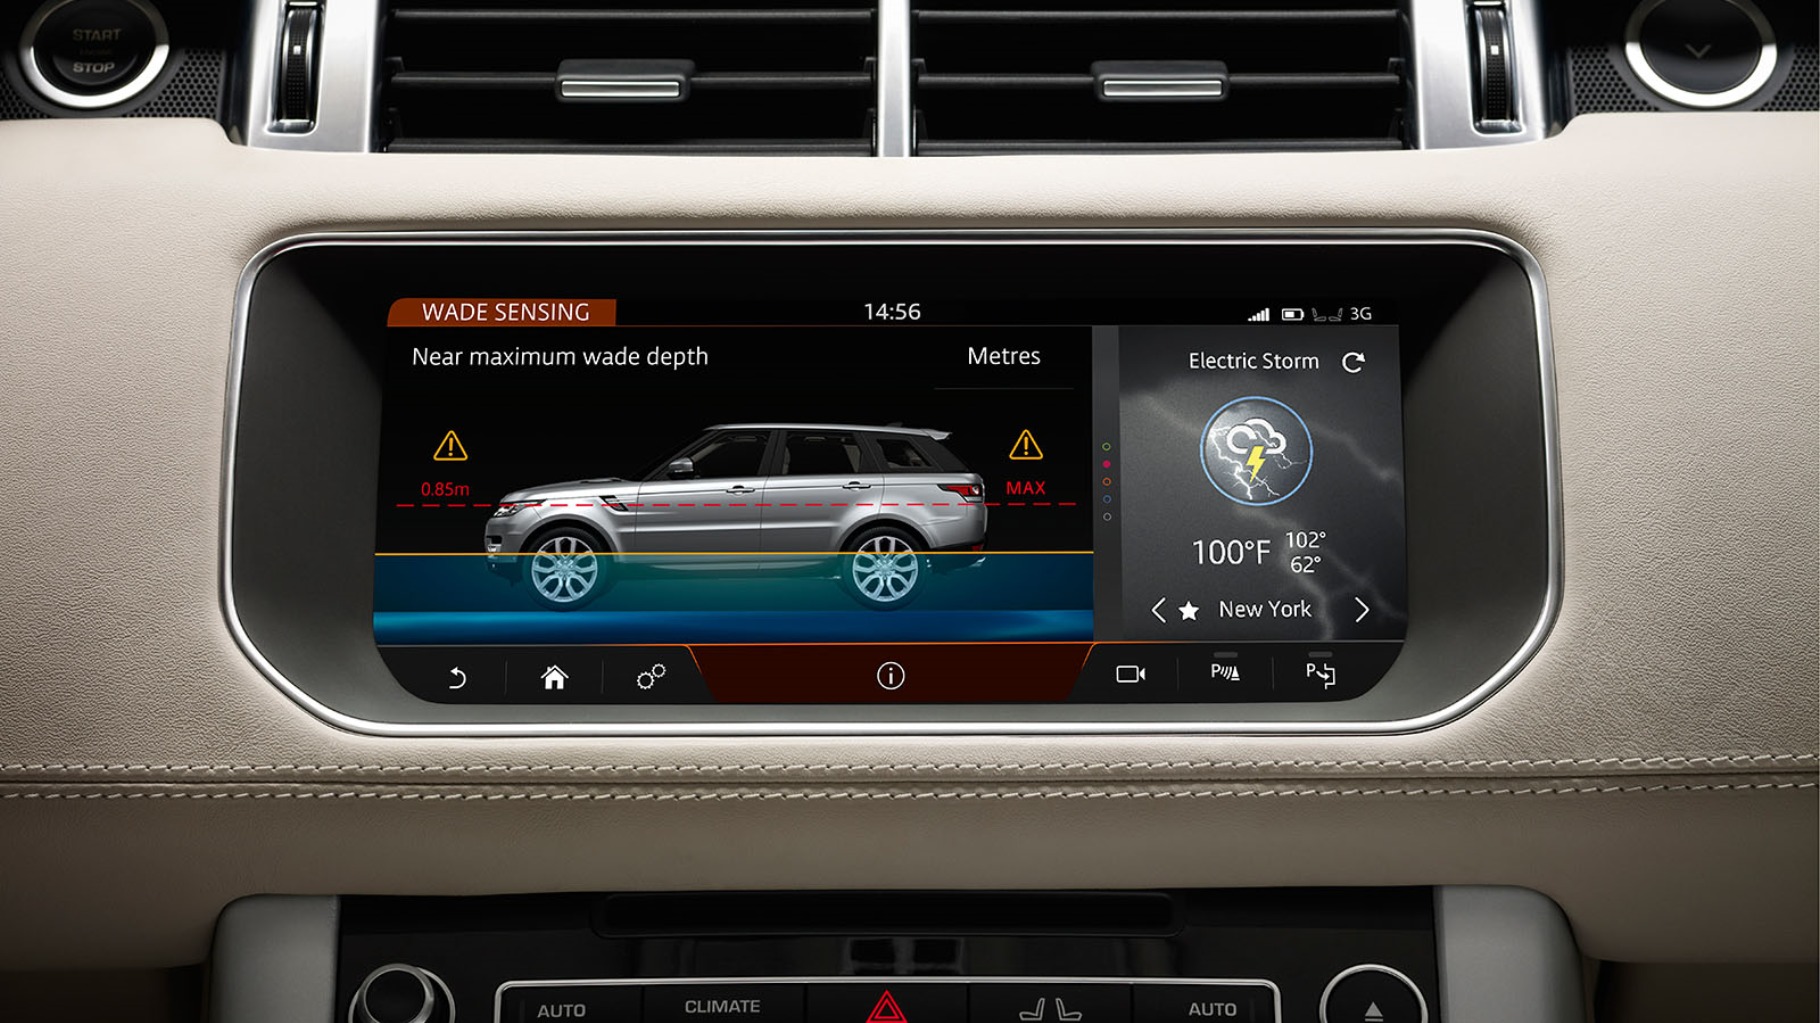 START
ENGINE
STOP
WADE SENSING
14:56
3G
Near maximum wade depth
Metres
Electric Storm
0.85m
MAX
100°F
102°
62°
New York
P
P
AUTO
CLIMATE
AUTO